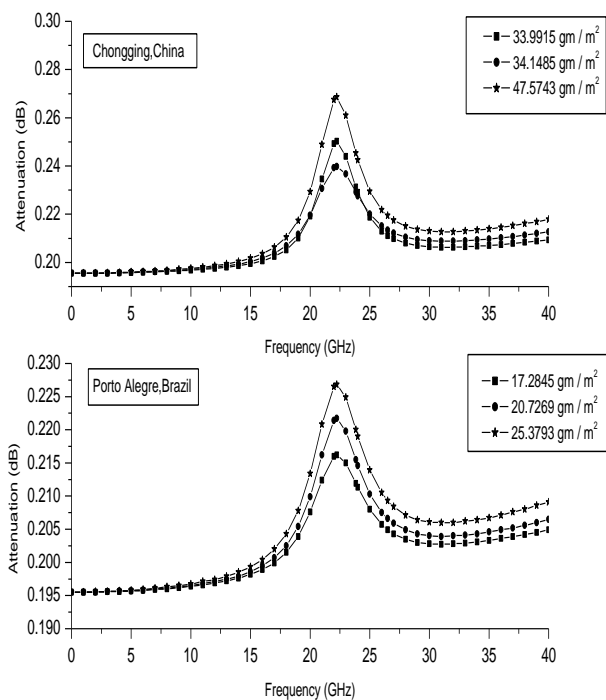 0.30
Chongging,China
33.9915 gm / m²
0.28
34.1485 gm / m²
47.5743 gm / m²
0.26
Attenuation (dB)
0.24
0.22
0.20
0 5 10 15 20 25 30 35 40
Frequency (GHz)
0.230
Porto Alegre,Brazil
17.2845 gm / m²
0.225
20.7269 gm / m²
0.220
25.3793 gm / m²
Attenuation (dB)
0.215
0.210
0.205
0.200
0.195
0.190
0 5 10 15 20 25 30 35 40
Frequency (GHz)